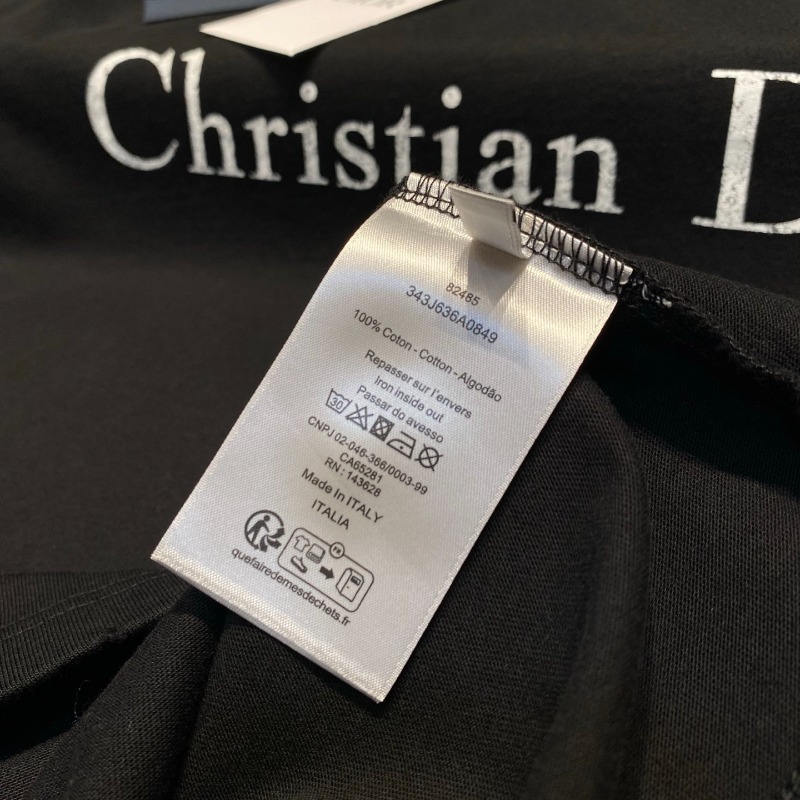 Christian D
82485
343J636A0849
100% Coton - Cotton - Algodão
Repasser sur l'envers
Iron inside out
Passar do avesso
30
CNPJ 02-046-366/0003-99
CA65281
RN : 143628
Made In ITALY
ITALIA
FR
quefairedemesdechets.fr